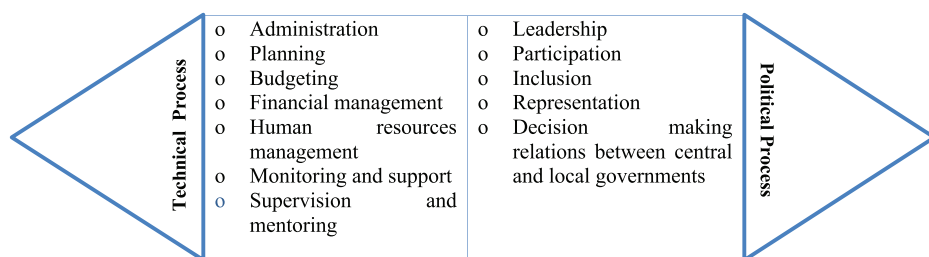 Technical Process
o Administration
o Planning
o Budgeting
o Financial management
o Human resources
management
o Monitoring and support
o Supervision and
mentoring
o Leadership
o Participation
o Inclusion
o Representation
o Decision making
relations between central
and local governments
Political Process